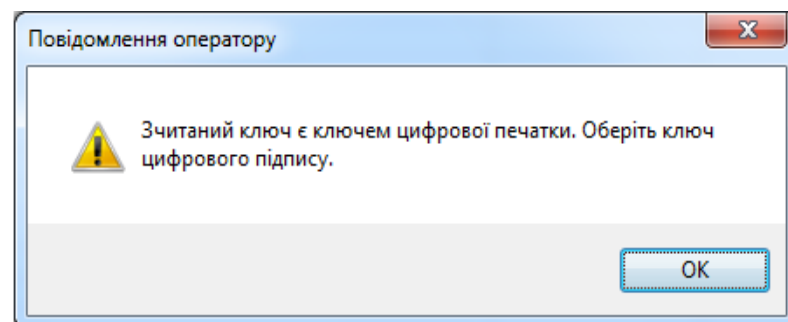 Повідомлення оператору
Зчитаний ключ є ключем цифрової печатки. Оберіть ключ
цифрового підпису.
OK